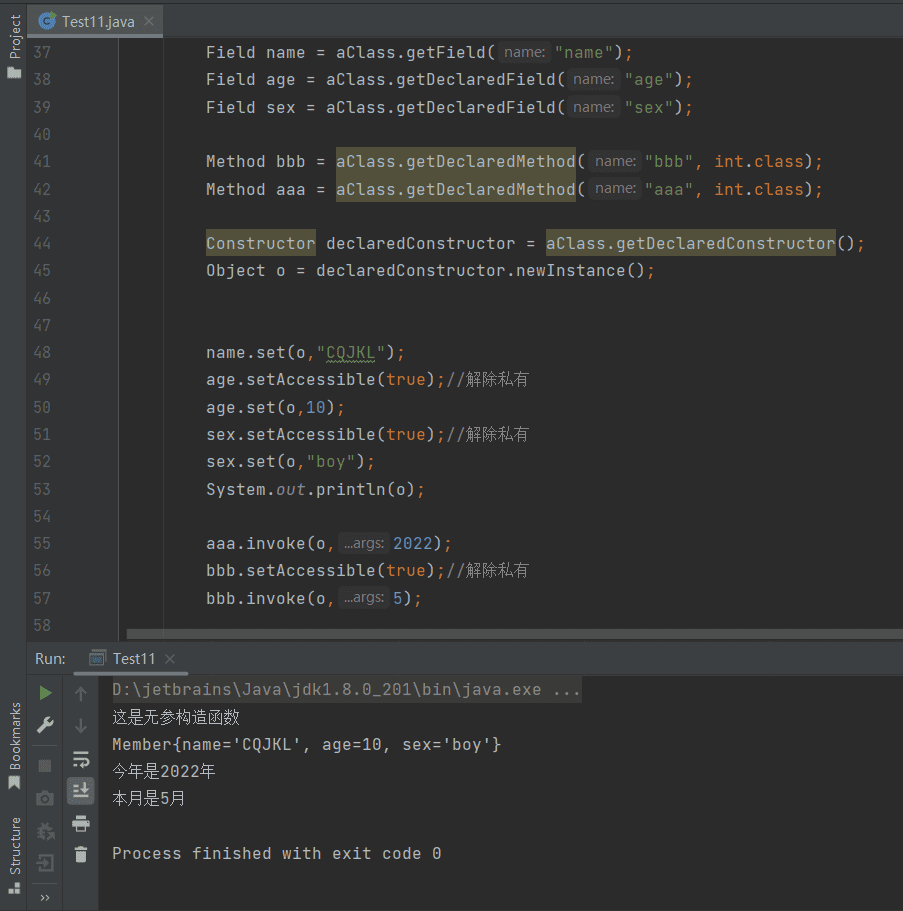 Project
Test11.java
37 Field name = aClass.getField( name: "name");
38 Field age = aClass.getDeclaredField( name: "age");
39 Field sex = aClass.getDeclaredField( name: "sex");
40
41 Method bbb = aClass.getDeclaredMethod( name: "bbb", int.class);
42 Method aaa = aClass.getDeclaredMethod( name: "aaa", int.class);
43
44 Constructor declaredConstructor = aClass.getDeclaredConstructor();
45 Object o = declaredConstructor.newInstance();
46
47
48 name.set(o,"CQJKL");
49 age.setAccessible(true);//解除私有
50 age.set(o,10);
51 sex.setAccessible(true);//解除私有
52 sex.set(o,"boy");
53 System.out.println(o);
54
55 aaa.invoke(o, ...args: 2022);
56 bbb.setAccessible(true);//解除私有
57 bbb.invoke(o, ...args: 5);
58
Run: Test11
D:\jetbrains\Java\jdk1.8.0_201\bin\java.exe ...
这是无参构造函数
Member{name='CQJKL', age=10, sex='boy'}
今年是2022年
本月是5月
Process finished with exit code 0
Bookmarks
Structure